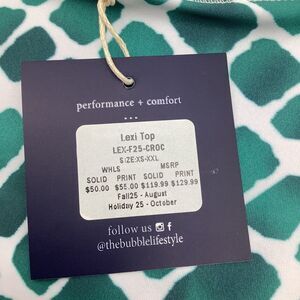 performance + comfort
...
Lexi Top
LEX-F25-CROC
SIZE:XS-XXL
WHLS MSRP
SOLID PRINT SOLID PRINT
$50.00 $55.00 $119.99 $129.99
Fall25 - August
Holiday 25 - October
follow us
@thebubblelifestyle